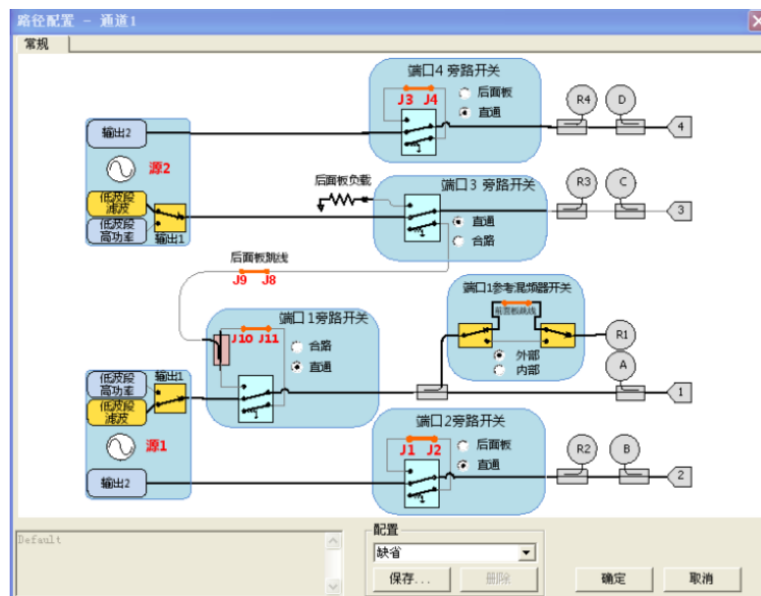 路径配置 - 通道1
常规
端口4 旁路开关
J3 J4
后面板
直通
R4
D
4
输出2
源2
低波段
滤波
低波段
高功率
输出1
后面板负载
端口3 旁路开关
直通
合路
R3
C
3
后面板跳线
J9 J8
端口1旁路开关
J10 J11
合路
直通
端口1参考混频器开关
前面板跳线
外部
内部
R1
A
1
低波段
高功率
输出1
低波段
滤波
源1
输出2
端口2旁路开关
J1 J2
后面板
直通
R2
B
2
Default
配置
缺省
保存...
删除
确定
取消